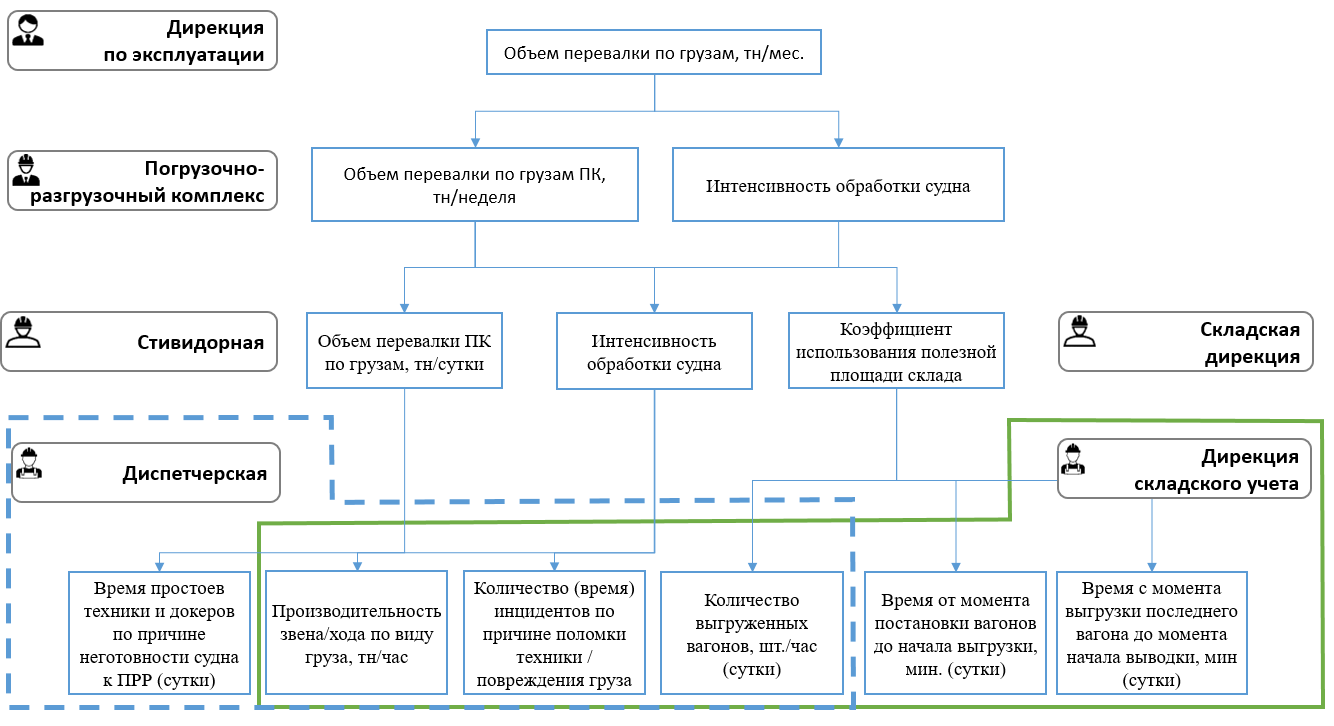 Дирекция
по эксплуатации
Объем перевалки по грузам, тн/мес.
Погрузочно-
разгрузочный комплекс
Объем перевалки по грузам ПК,
тн/неделя
Интенсивность обработки судна
Стивидорная
Объем перевалки ПК
по грузам, тн/сутки
Интенсивность
обработки судна
Коэффициент
использования полезной
площади склада
Складская
дирекция
Диспетчерская
Дирекция
складского учета
Время простоев
техники и докеров
по причине
неготовности судна
к ПРР (сутки)
Производительность
звена/хода по виду
груза, тн/час
Количество (время)
инцидентов по
причине поломки
техники /
повреждения груза
Количество
выгруженных
вагонов, шт./час
(сутки)
Время от момента
постановки вагонов
до начала выгрузки,
мин. (сутки)
Время с момента
выгрузки последнего
вагона до момента
начала выводки, мин
(сутки)